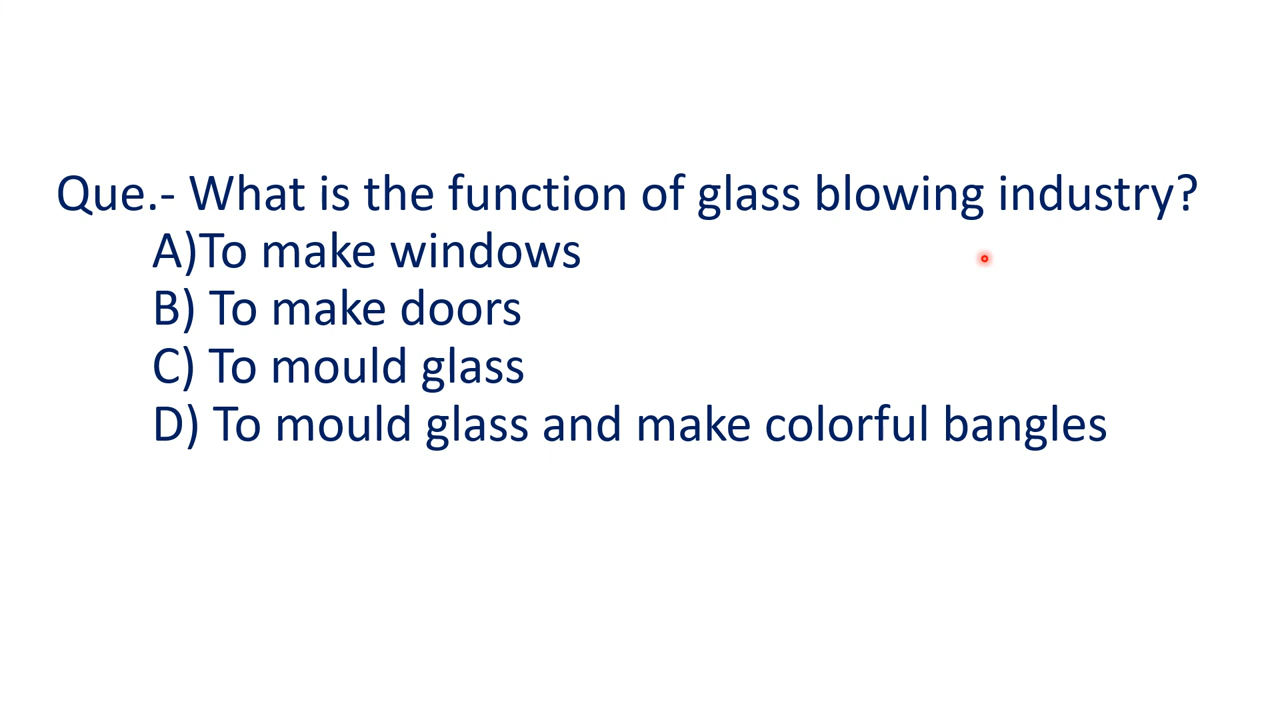 Que.- What is the function of glass blowing industry?
A)To make windows
B) To make doors
C) To mould glass
D) To mould glass and make colorful bangles